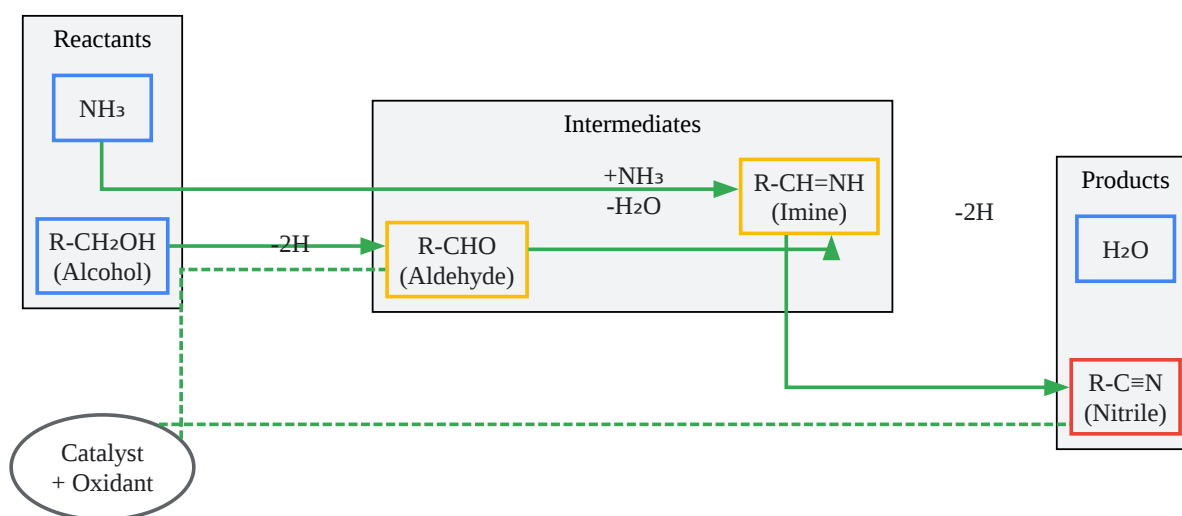 Reactants
NH₃
R-CH₂OH
(Alcohol)
-2H
Intermediates
R-CHO
(Aldehyde)
+NH₃
-H₂O
R-CH=NH
(Imine)
-2H
Products
H₂O
R-C≡N
(Nitrile)
Catalyst
+ Oxidant